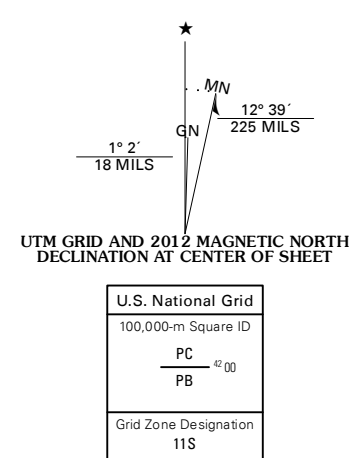 ★
MN
GN
12° 39´
225 MILS
1° 2´
18 MILS
UTM GRID AND 2012 MAGNETIC NORTH
DECLINATION AT CENTER OF SHEET
U.S. National Grid
100,000-m Square ID
PC
42 00
PB
Grid Zone Designation
11S